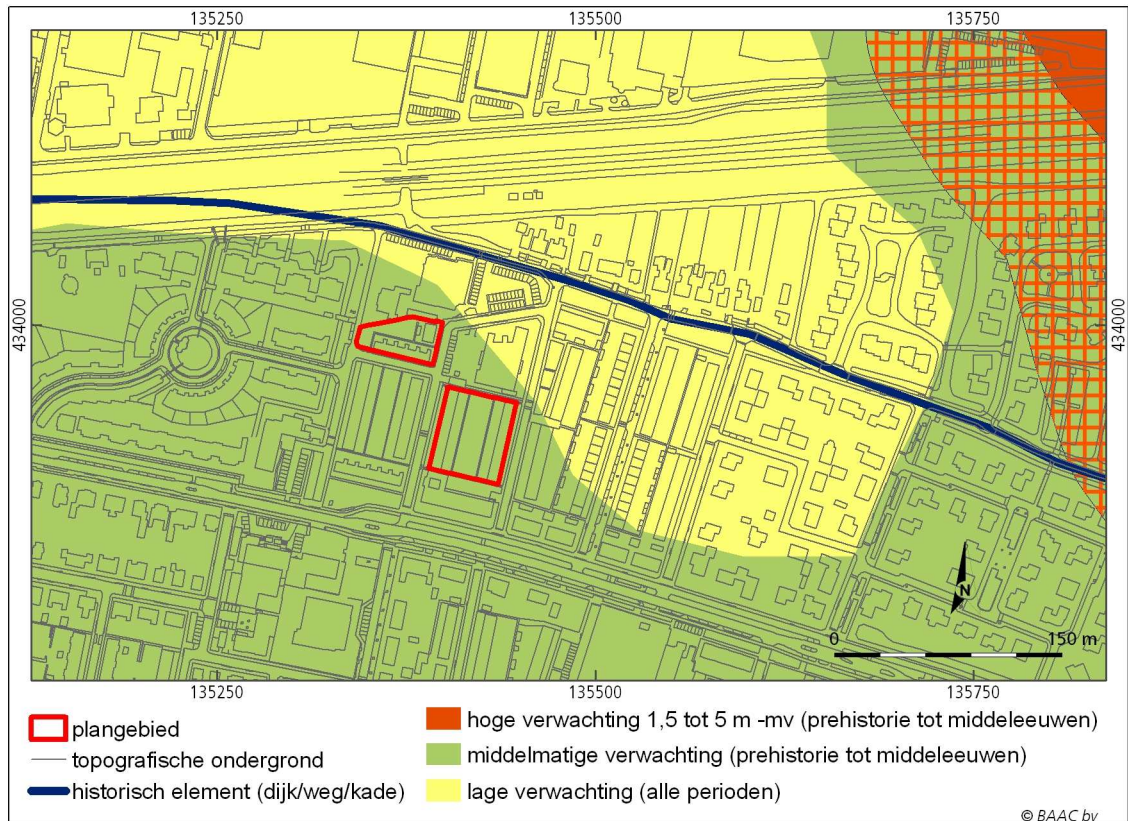 135250 135500 135750
434000 434000
N
0 150 m
135250 135500 135750
plangebied
topografische ondergrond
historisch element (dijk/weg/kade)
hoge verwachting 1,5 tot 5 m -mv (prehistorie tot middeleeuwen)
middelmatige verwachting (prehistorie tot middeleeuwen)
lage verwachting (alle perioden)
© BAAC bv